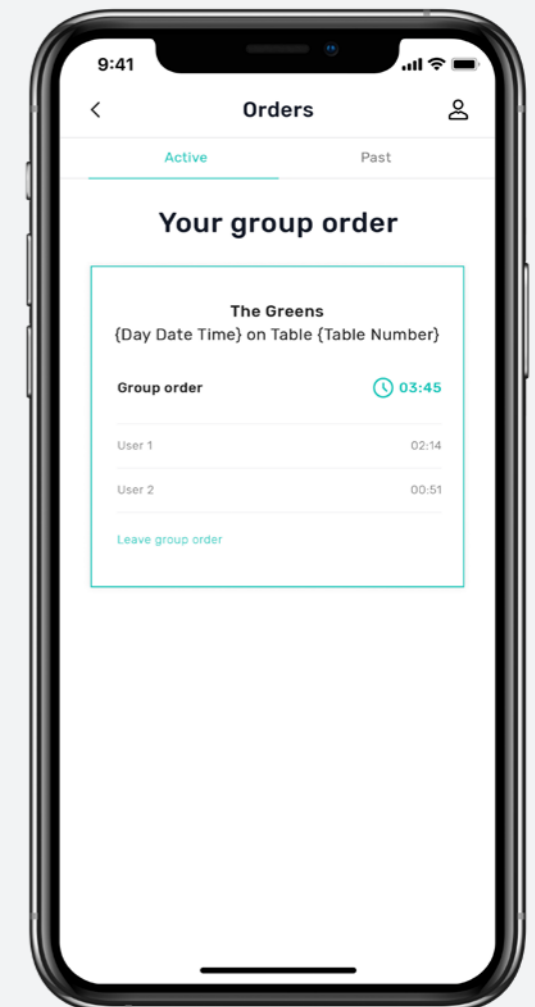 9:41
Orders
Active Past
Your group order
The Greens
{Day Date Time} on Table {Table Number}
Group order 03:45
User 1 02:14
User 2 00:51
Leave group order